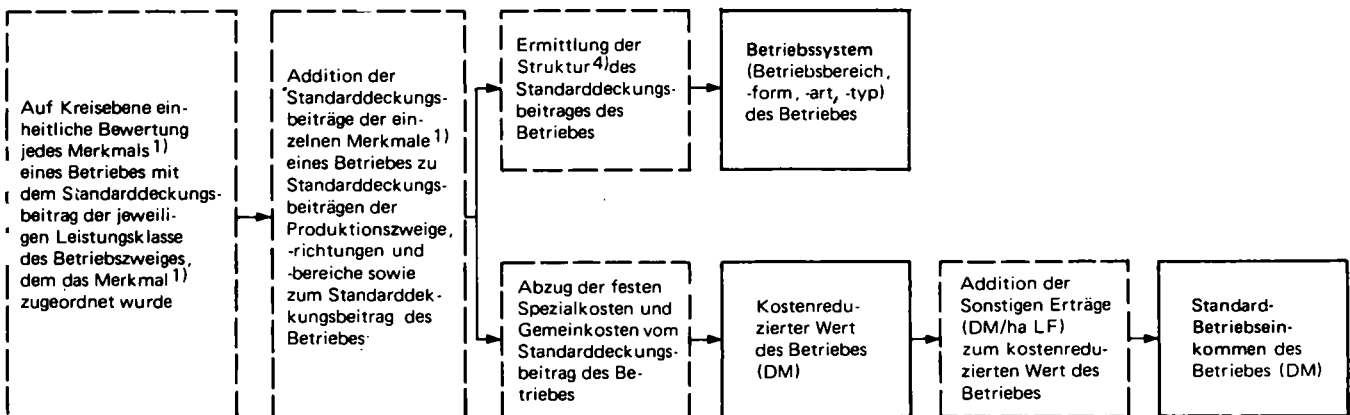 Auf Kreisebene ein-
heitliche Bewertung
jedes Merkmals 1)
eines Betriebes mit
dem Standarddeckungs-
beitrag der jeweili-
gen Leistungsklasse
des Betriebszweiges,
dem das Merkmal 1)
zugeordnet wurde
Addition der
Standarddeckungs-
beiträge der ein-
zelnen Merkmale 1)
eines Betriebes zu
Standarddeckungs-
beiträgen der
Produktionszweige,
-richtungen und
-bereiche sowie
zum Standarddek-
kungsbeitrag des
Betriebes
Ermittlung der
Struktur 4) des
Standarddeckungs-
beitrages des
Betriebes
Betriebssystem
(Betriebsbereich,
-form, -art, -typ)
des Betriebes
Abzug der festen
Spezialkosten und
Gemeinkosten vom
Standarddeckungs-
beitrag des Be-
triebes
Kostenredu-
zierter Wert
des Betriebes
(DM)
Addition der
Sonstigen Erträge
(DM/ha LF)
zum kostenredu-
zierten Wert des
Betriebes
Standard-
Betriebsein-
kommen des
Betriebes (DM)